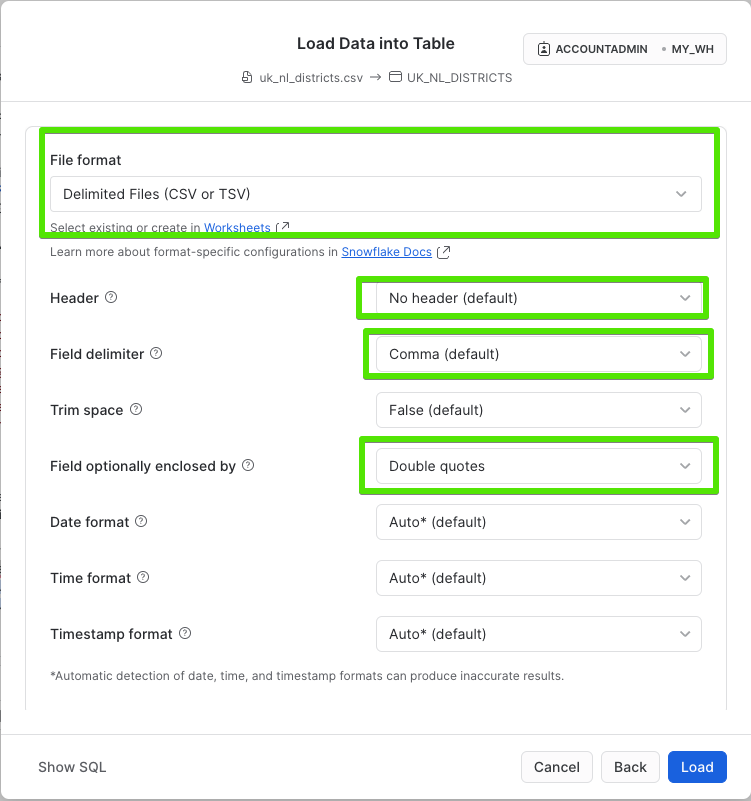 Load Data into Table
ACCOUNTADMIN • MY_WH
uk_nl_districts.csv → UK_NL_DISTRICTS
File format
Delimited Files (CSV or TSV)
Select existing or create in Worksheets
Learn more about format-specific configurations in Snowflake Docs
Header No header (default)
Field delimiter Comma (default)
Trim space False (default)
Field optionally enclosed by Double quotes
Date format Auto* (default)
Time format Auto* (default)
Timestamp format Auto* (default)
*Automatic detection of date, time, and timestamp formats can produce inaccurate results.
Show SQL Cancel Back Load